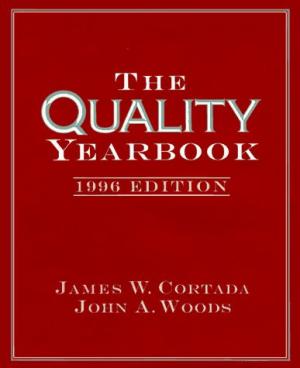 THE
QUALITY
YEARBOOK
1996 EDITION
JAMES W. CORTADA
JOHN A. WOODS